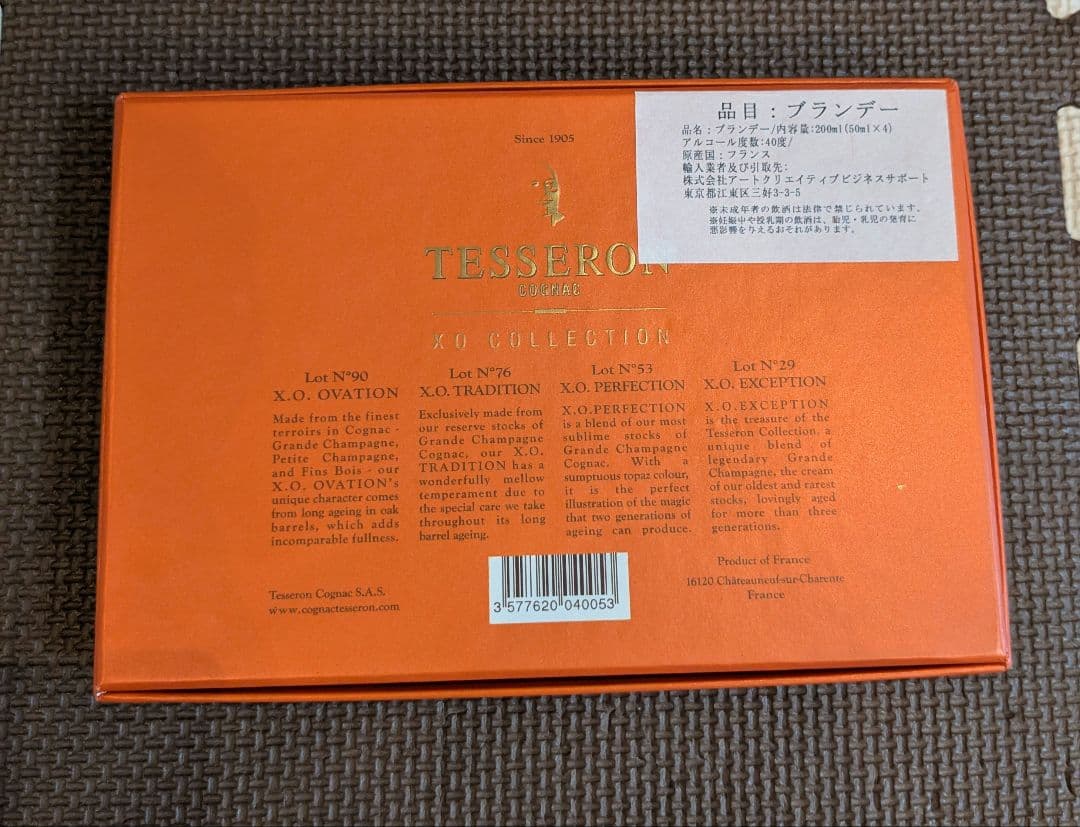 品目：ブランデー
品名：ブランデー/内容量:200ml(50ml×4)
アルコール度数:40度/
原産国：フランス
輸入業者及び引取先:
株式会社アートクリエイティブビジネスサポート
東京都江東区三好3-3-5
※未成年者の飲酒は法律で禁じられています。
※妊娠中や授乳期の飲酒は、胎児・乳児の発育に
悪影響を与えるおそれがあります。
Since 1905
TESSERON
COGNAC
XO COLLECTION
Lot N°90
X.O. OVATION
Made from the finest
terroirs in Cognac -
Grande Champagne,
Petite Champagne,
and Fins Bois - our
X.O. OVATION's
unique character comes
from long ageing in oak
barrels, which adds
incomparable fullness.
Lot N°76
X.O. TRADITION
Exclusively made from
our reserve stocks of
Grande Champagne
Cognac, our X.O.
TRADITION has a
wonderfully mellow
temperament due to
the special care we take
throughout its long
barrel ageing.
Lot N°53
X.O. PERFECTION
X.O.PERFECTION
is a blend of our most
sublime stocks of
Grande Champagne
Cognac. With a
sumptuous topaz colour,
it is the perfect
illustration of the magic
that two generations of
ageing can produce.
Lot N°29
X.O. EXCEPTION
X.O.EXCEPTION
is the treasure of the
Tesseron Collection, a
unique blend of
legendary Grande
Champagne, the cream
of our oldest and rarest
stocks, lovingly aged
for more than three
generations.
Tesseron Cognac S.A.S.
www.cognactesseron.com
3 577620 040053
Product of France
16120 Châteauneuf-sur-Charente
France